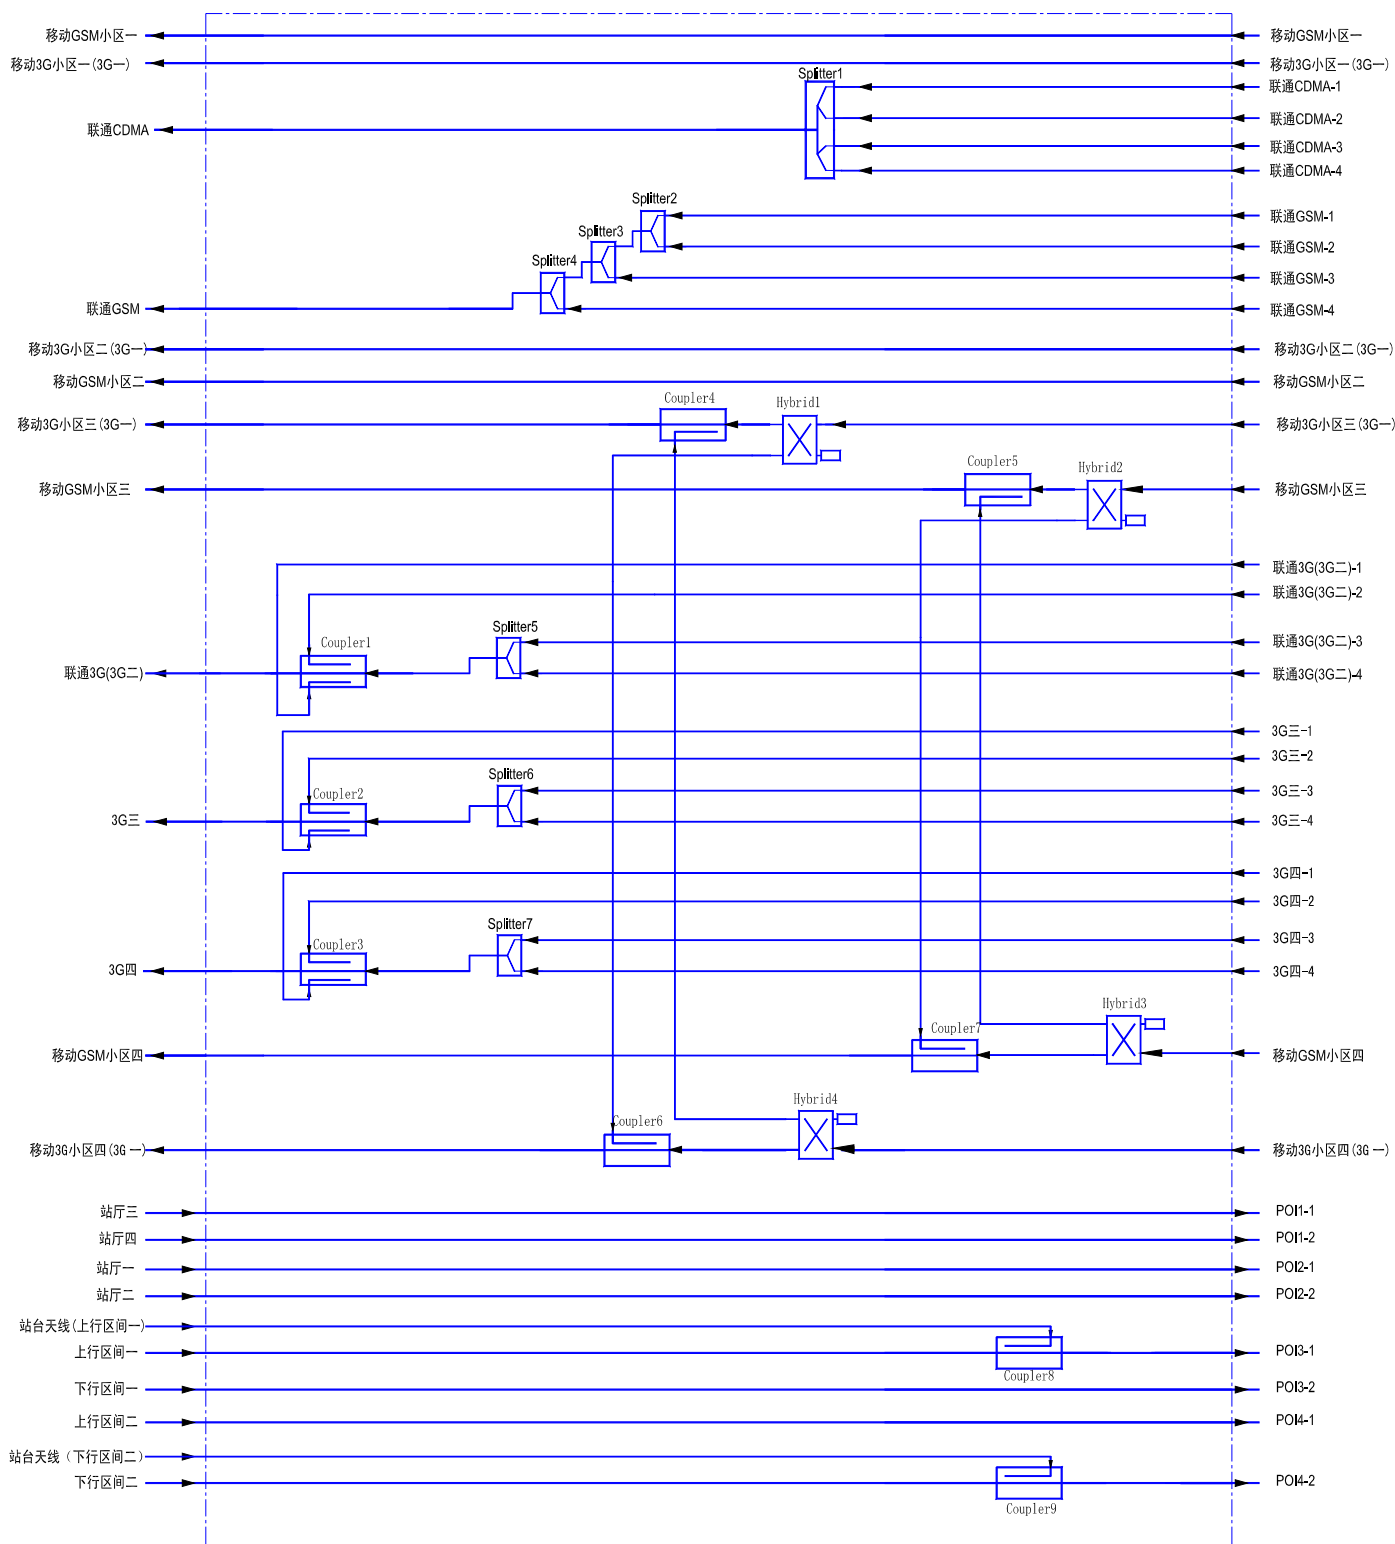 移动GSM小区一
移动GSM小区一
移动3G小区一(3G一)
移动3G小区一(3G一)
Splitter1
联通CDMA-1
联通CDMA-2
联通CDMA
联通CDMA-3
联通CDMA-4
Splitter2
联通GSM-1
Splitter3
联通GSM-2
Splitter4
联通GSM-3
联通GSM
联通GSM-4
移动3G小区二(3G一)
移动3G小区二(3G一)
移动GSM小区二
移动GSM小区二
Coupler4
Hybrid1
移动3G小区三(3G一)
移动3G小区三(3G一)
Coupler5
Hybrid2
移动GSM小区三
移动GSM小区三
联通3G(3G二)-1
联通3G(3G二)-2
Splitter5
Coupler1
联通3G(3G二)-3
联通3G(3G二)
联通3G(3G二)-4
3G三-1
3G三-2
Splitter6
Coupler2
3G三-3
3G三
3G三-4
3G四-1
3G四-2
Splitter7
Coupler3
3G四-3
3G四
3G四-4
Hybrid3
Coupler7
移动GSM小区四
移动GSM小区四
Hybrid4
Coupler6
移动3G小区四(3G 一)
移动3G小区四(3G 一)
站厅三
POI1-1
站厅四
POI1-2
站厅一
POI2-1
站厅二
POI2-2
站台天线(上行区间一)
上行区间一
POI3-1
Coupler8
下行区间一
POI3-2
上行区间二
POI4-1
站台天线（下行区间二）
下行区间二
POI4-2
Coupler9